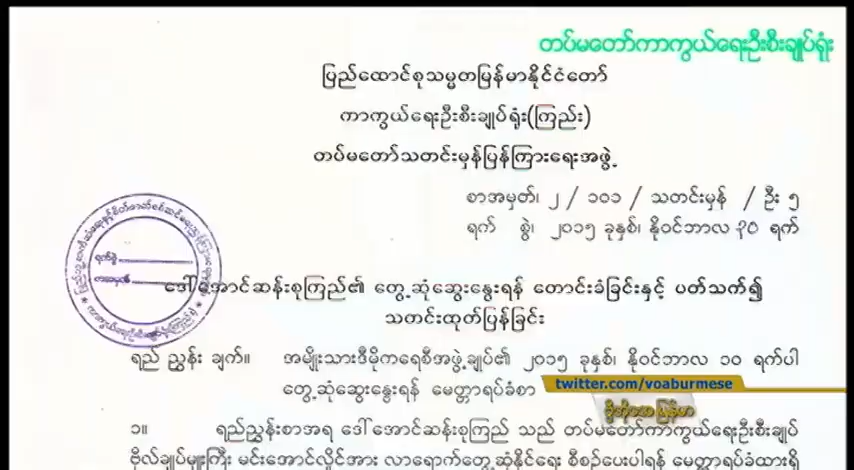 တပ်မတော်ကာကွယ်ရေးဦးစီးချုပ်ရုံး
ပြည်ထောင်စုသမ္မတမြန်မာနိုင်ငံတော်
ကာကွယ်ရေးဦးစီးချုပ်ရုံး(ကြည်း)
တပ်မတော်သတင်းမှန်ပြန်ကြားရေးအဖွဲ့
စာအမှတ်၊ ၂ / ၁၀၁ / သတင်းမှန် / ဦး ၅
ရက် စွဲ၊ ၂၀၁၅ ခုနှစ်၊ နိုဝင်ဘာလ ၃၀ ရက်
ရက်စွဲ
ဒေါ်အောင်ဆန်းစုကြည်၏ တွေ့ဆုံဆွေးနွေးရန် တောင်းခံခြင်းနှင့် ပတ်သက်၍
သတင်းထုတ်ပြန်ခြင်း
ရည် ညွှန်း ချက်။ အမျိုးသားဒီမိုကရေစီအဖွဲ့ချုပ်၏ ၂၀၁၅ ခုနှစ်၊ နိုဝင်ဘာလ ၁၀ ရက်ပါ
တွေ့ဆုံဆွေးနွေးရန် မေတ္တာရပ်ခံစာ
twitter.com/voaburmese
၁။ ရည်ညွှန်းစာအရ ဒေါ်အောင်ဆန်းစုကြည် သည် တပ်မတော်ကာကွယ်ရေးဦးစီးချုပ်
ဗိုလ်ချုပ်မှူးကြီး မင်းအောင်လှိုင်အား လာရောက်တွေ့ဆုံနိုင်ရေး စီစဉ်ပေးပါရန် မေတ္တာရပ်ခံထားရှိ